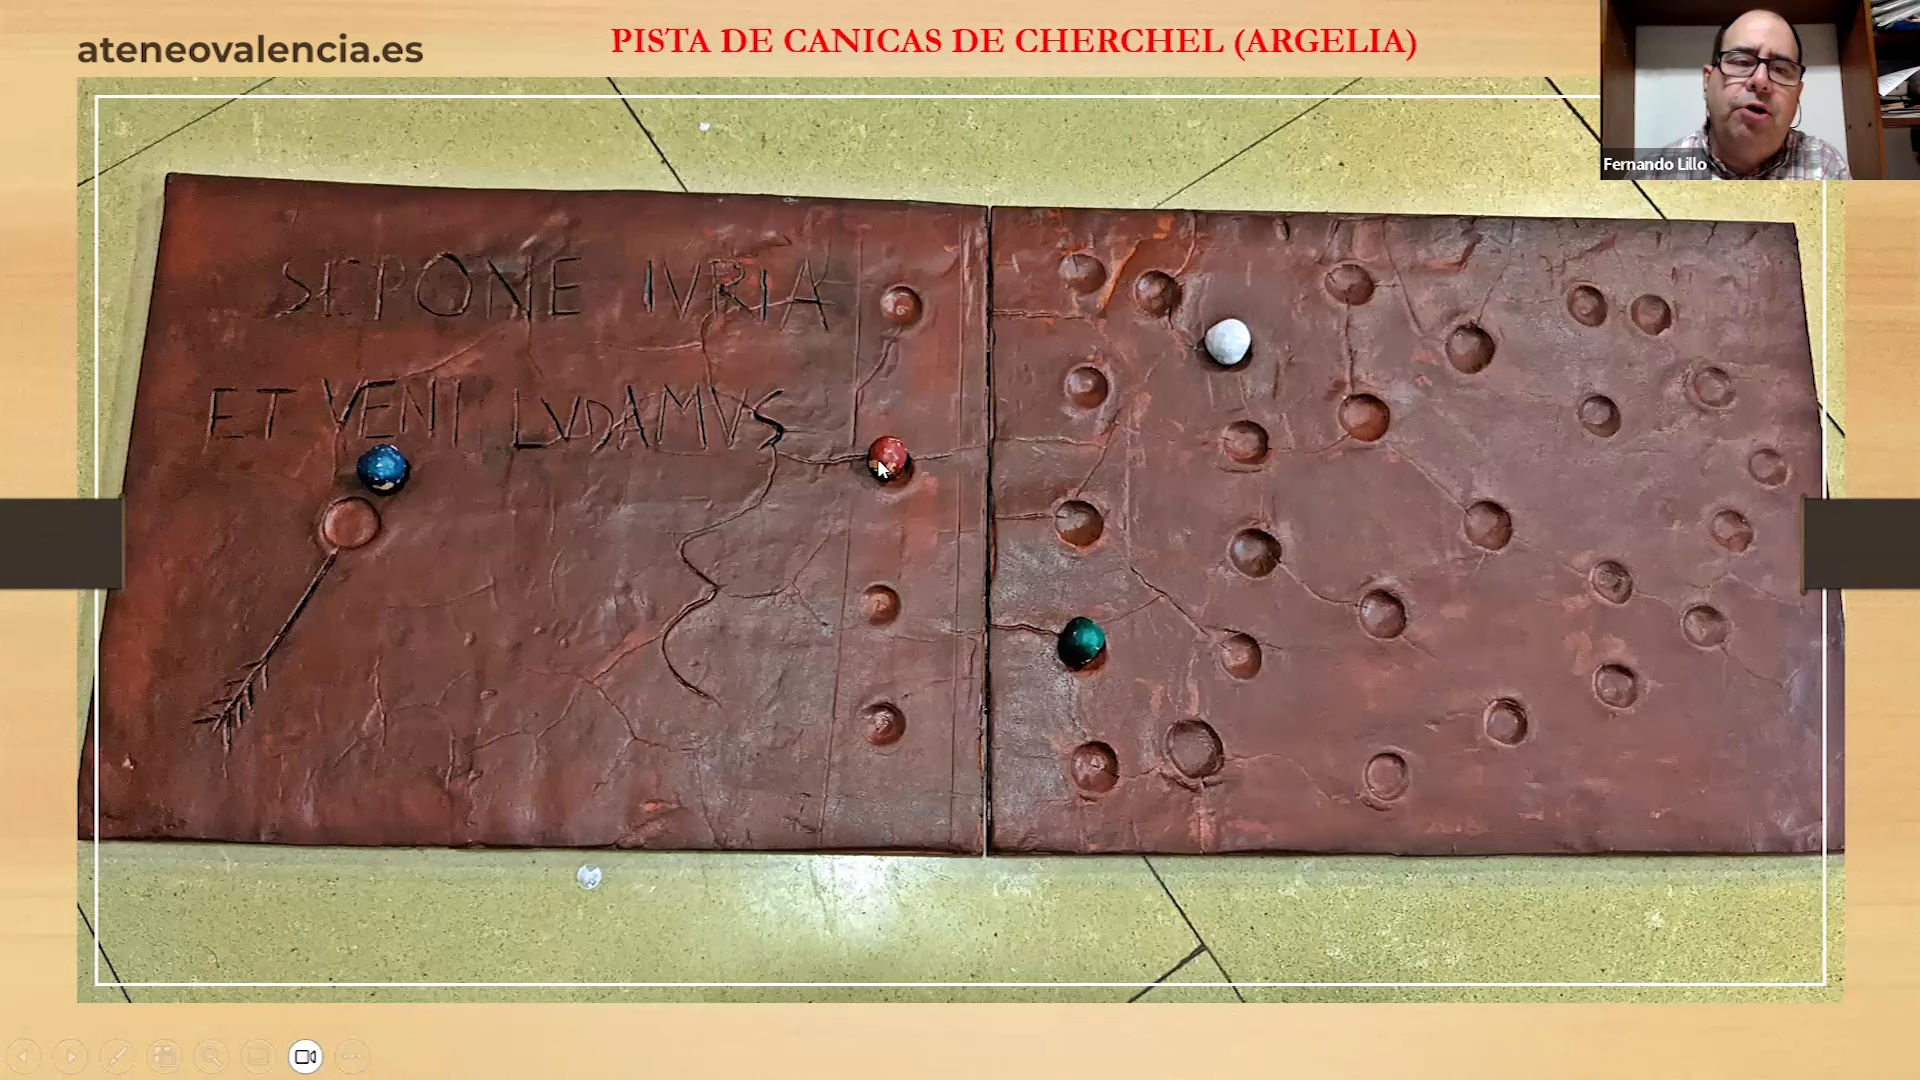 ateneovalencia.es
PISTA DE CANICAS DE CHERCHEL (ARGELIA)
Fernando Lillo
SEPONE IVRIA
ET VENI LVDAMVS